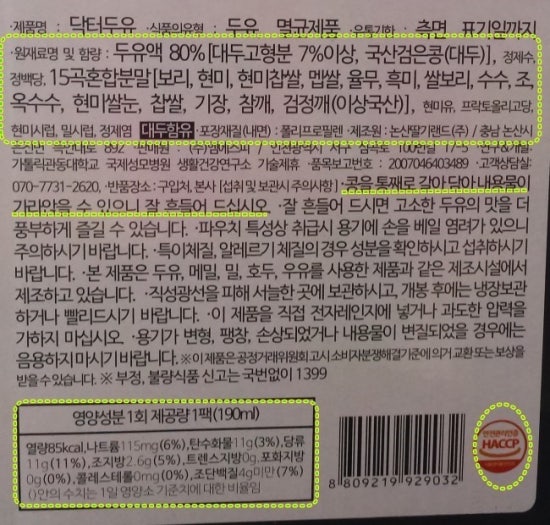 ·제품명 : 닥터두유 ·식품의유형 : 두유, 멸균제품 ·유통기한 : 측면 표기일까지
·원재료명 및 함량 : 두유액 80%[대두고형분 7%이상, 국산검은콩(대두)], 정제수,
정백당, 15곡혼합분말[보리, 현미, 현미찹쌀, 멥쌀, 율무, 흑미, 쌀보리, 수수, 조,
옥수수, 현미쌀눈, 찹쌀, 기장, 참깨, 검정깨(이상국산)], 현미유, 프락토올리고당,
현미시럽, 밀시럽, 정제염 대두함유 ·포장재질(내면) : 폴리프로필렌 ·제조원 : 논산딸기랜드(주) / 충남 논산시
가톨릭관동대학교 국제성모병원 생활건강연구소 기술제휴 ·품목보고번호 : 2007046403489 ·고객상담실:
070-7731-2620, ·반품장소 : 구입처, 본사 [섭취 및 보관시 주의사항] ·콩을 통째로 갈아 담아 내용물이
가라앉을 수 있으니 잘 흔들어 드십시오 ·잘 흔들어 드시면 고소한 두유의 맛을 더
풍부하게 즐길 수 있습니다. ·파우치 특성상 취급시 용기에 손을 베일 염려가 있으니
주의하시기 바랍니다. ·특이체질, 알레르기 체질의 경우 성분을 확인하시고 섭취하시기
바랍니다. ·본 제품은 두유, 메밀, 밀, 호두, 우유를 사용한 제품과 같은 제조시설에서
제조하고 있습니다. ·직성광선을 피해 서늘한 곳에 보관하시고, 개봉 후에는 냉장보관
하거나 빨리드시기 바랍니다. ·이 제품을 직접 전자레인지에 넣거나 과도한 압력을
가하지 마십시오 ·용기가 변형, 팽창, 손상되었거나 내용물이 변질되었을 경우에는
음용하지마시기 바랍니다. ※이 제품은 공정거래위원회 고시 소비자분쟁해결기준에 의거 교환 또는 보상을
받을 수 있습니다. ※ 부정, 불량식품 신고는 국번없이 1399
영양성분 1회 제공량 1팩(190ml)
열량85kcal,나트륨115mg(6%),탄수화물11g(3%),당류
11g(11%),조지방2.6g(5%),트랜스지방0g,포화지방
0g(0%),콜레스테롤0mg(0%),조단백질4g미만(7%)
()안의 수치는 1일 영양소 기준치에 대한 비율임
8 809219 929032
HACCP